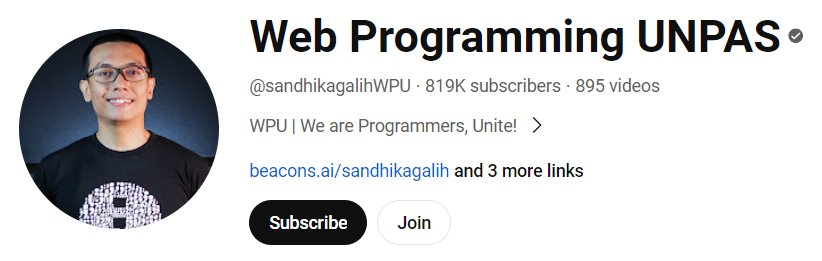 Web Programming UNPAS
@sandhikagalihWPU · 819K subscribers · 895 videos
WPU | We are Programmers, Unite!
beacons.ai/sandhikagalih and 3 more links
Subscribe Join